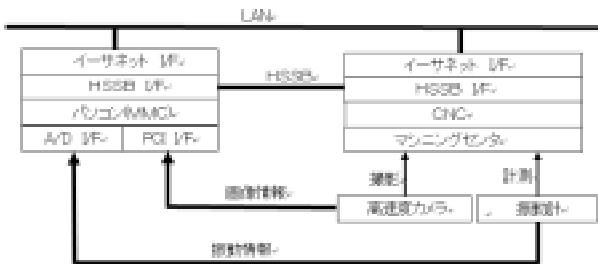 LAN
イーサネット I/F
HSSB I/F
パソコン(MMC)
A/D I/F
PCI I/F
HSSB
イーサネット I/F
HSSB I/F
CNC
マシニングセンタ
撮影
計測
画像情報
高速度カメラ
振動計
振動情報